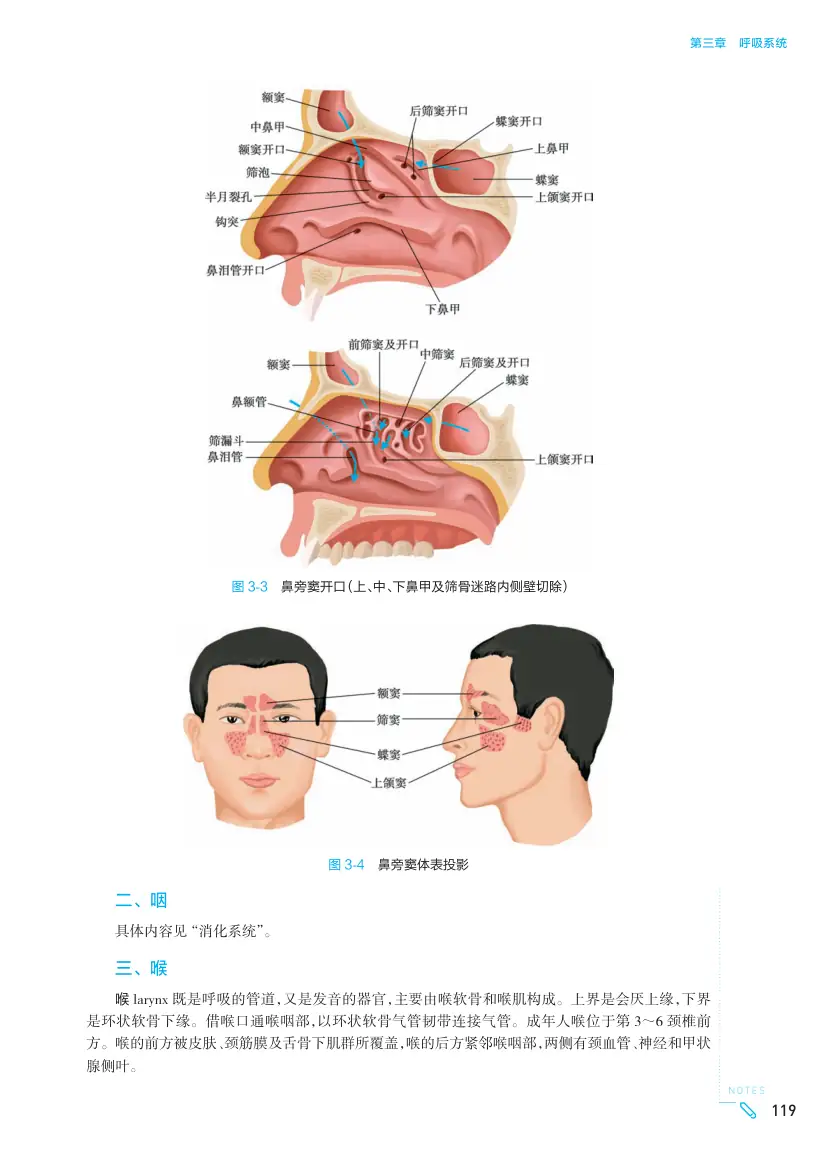 第三章 呼吸系统
额窦
中鼻甲
额窦开口
筛泡
半月裂孔
钩突
鼻泪管开口
后筛窦开口
蝶窦开口
上鼻甲
蝶窦
上颌窦开口
下鼻甲
前筛窦及开口
中筛窦
后筛窦及开口
蝶窦
额窦
鼻额管
筛漏斗
鼻泪管
上颌窦开口
图 3-3 鼻旁窦开口(上、中、下鼻甲及筛骨迷路内侧壁切除)
额窦
筛窦
蝶窦
上颌窦
图 3-4 鼻旁窦体表投影
二、咽
具体内容见“消化系统”。
三、喉
喉 larynx 既是呼吸的管道,又是发音的器官,主要由喉软骨和喉肌构成。上界是会厌上缘,下界
是环状软骨下缘。借喉口通喉咽部,以环状软骨气管韧带连接气管。成年人喉位于第 3～6 颈椎前
方。喉的前方被皮肤、颈筋膜及舌骨下肌群所覆盖,喉的后方紧邻喉咽部,两侧有颈血管、神经和甲状
腺侧叶。
NOTES
119